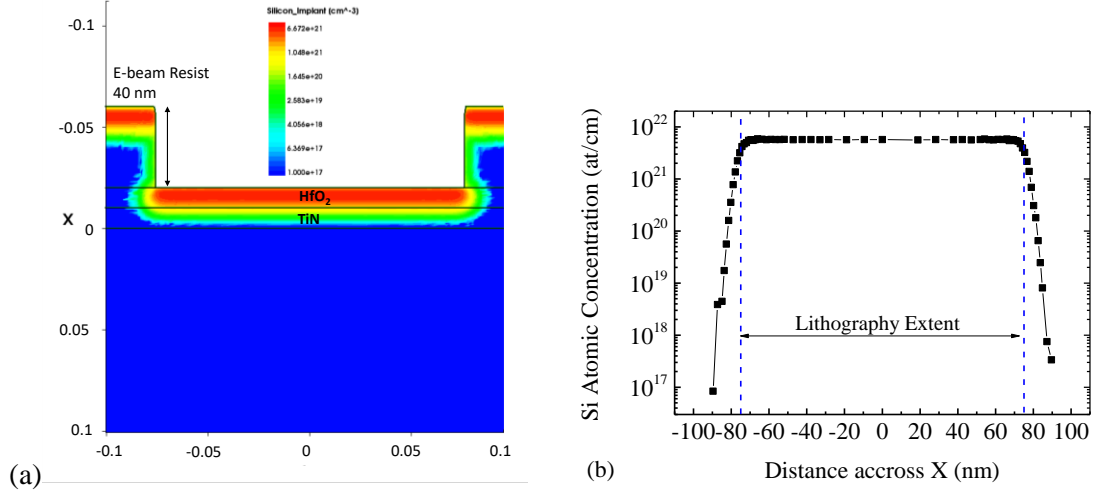 Silicon_Implant (cm^-3)
6.672e+21
1.048e+21
1.645e+20
2.583e+19
4.056e+18
6.369e+17
1.000e+17
-0.1
E-beam Resist
40 nm
-0.05
HfO2
TiN
X
0
0.05
0.1
-0.1
-0.05
0
0.05
0.1
(a)
Si Atomic Concentration (at/cm)
10^22
10^21
10^20
10^19
10^18
10^17
Lithography Extent
-100 -80 -60 -40 -20 0 20 40 60 80 100
Distance accross X (nm)
(b)